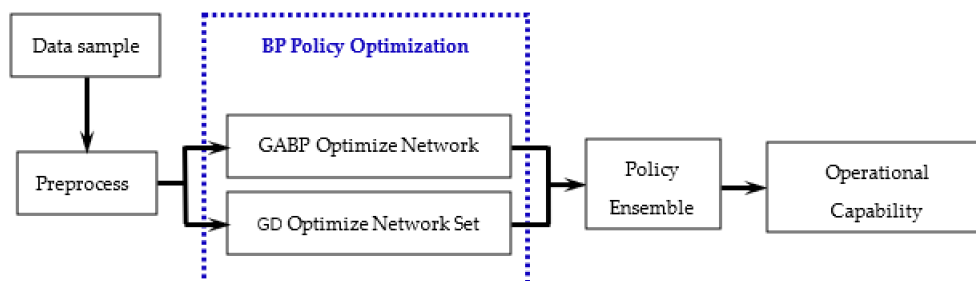 Data sample
BP Policy Optimization
GABP Optimize Network
Preprocess
GD Optimize Network Set
Policy
Ensemble
Operational
Capability